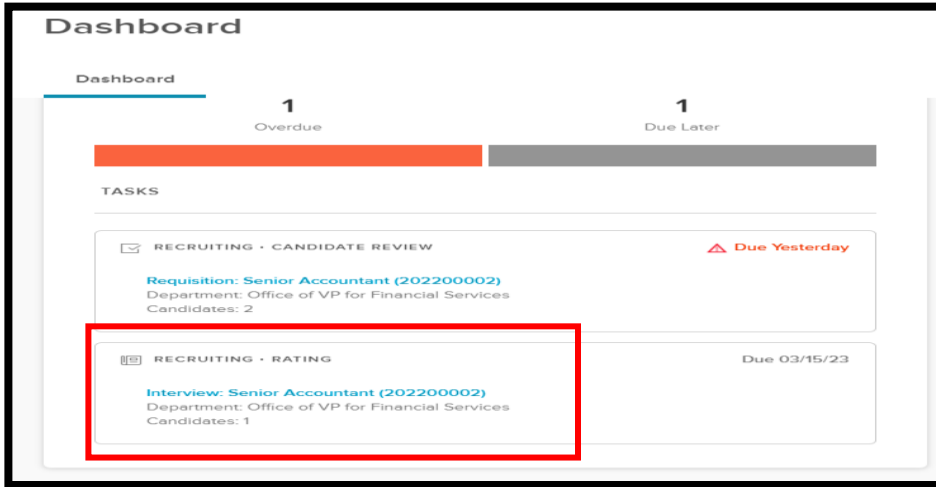 Dashboard
Dashboard
1
Overdue
1
Due Later
TASKS
RECRUITING · CANDIDATE REVIEW
Due Yesterday
Requisition: Senior Accountant (202200002)
Department: Office of VP for Financial Services
Candidates: 2
RECRUITING · RATING
Due 03/15/23
Interview: Senior Accountant (202200002)
Department: Office of VP for Financial Services
Candidates: 1